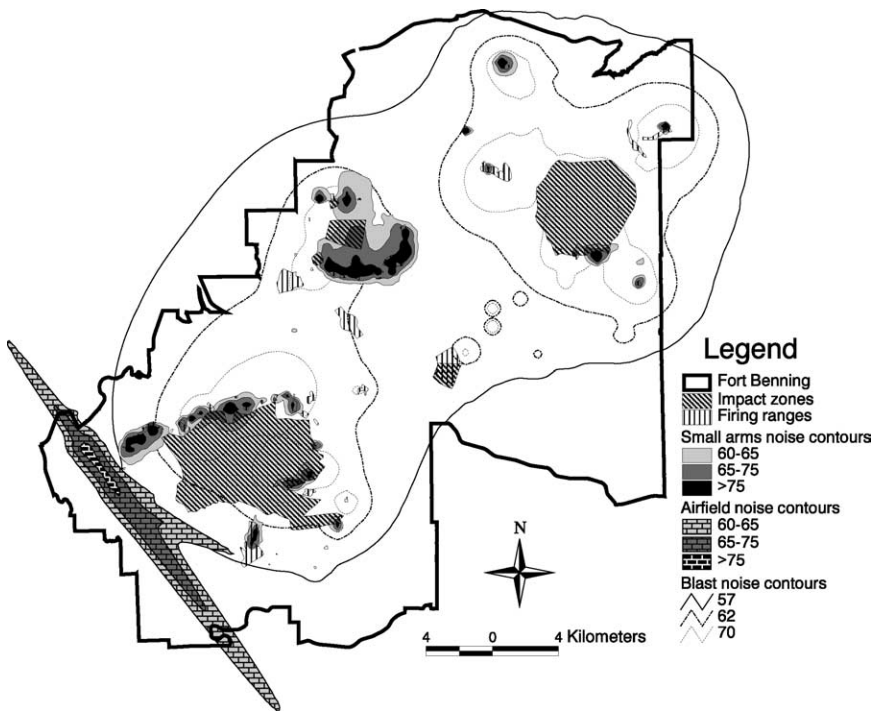 Legend
Fort Benning
Impact zones
Firing ranges
Small arms noise contours
60-65
65-75
>75
Airfield noise contours
60-65
65-75
>75
Blast noise contours
57
62
70
N
4 0 4 Kilometers